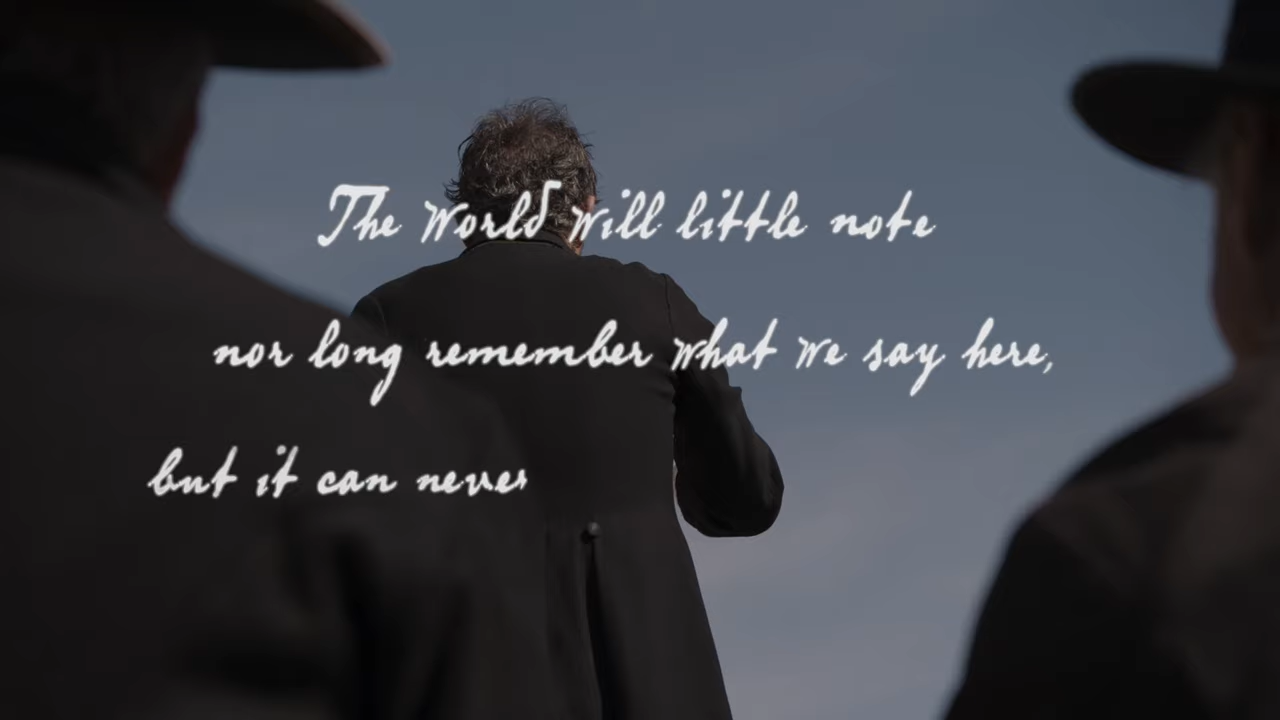 The world will little note
nor long remember what we say here,
but it can never